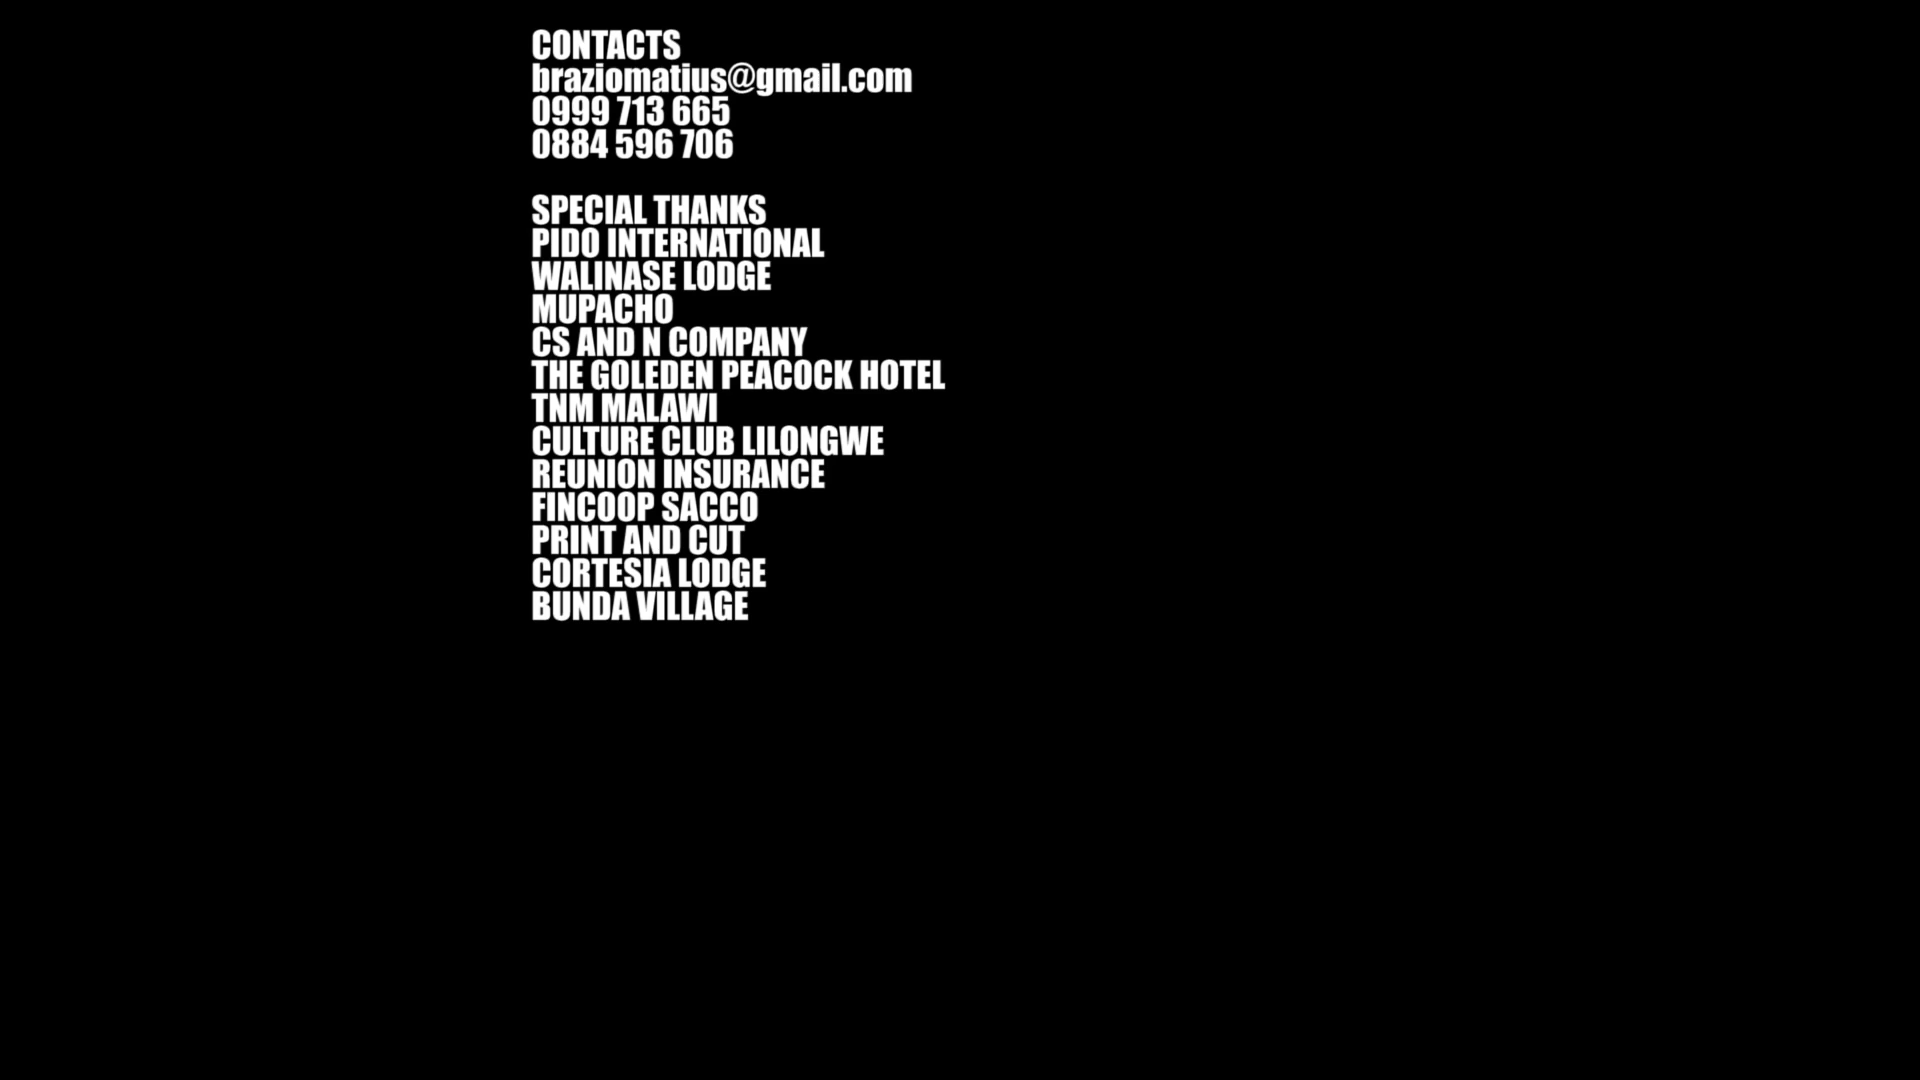 CONTACTS
braziomatius@gmail.com
0999 713 665
0884 596 706
SPECIAL THANKS
PIDO INTERNATIONAL
WALINASE LODGE
MUPACHO
CS AND N COMPANY
THE GOLEDEN PEACOCK HOTEL
TNM MALAWI
CULTURE CLUB LILONGWE
REUNION INSURANCE
FINCOOP SACCO
PRINT AND CUT
CORTESIA LODGE
BUNDA VILLAGE